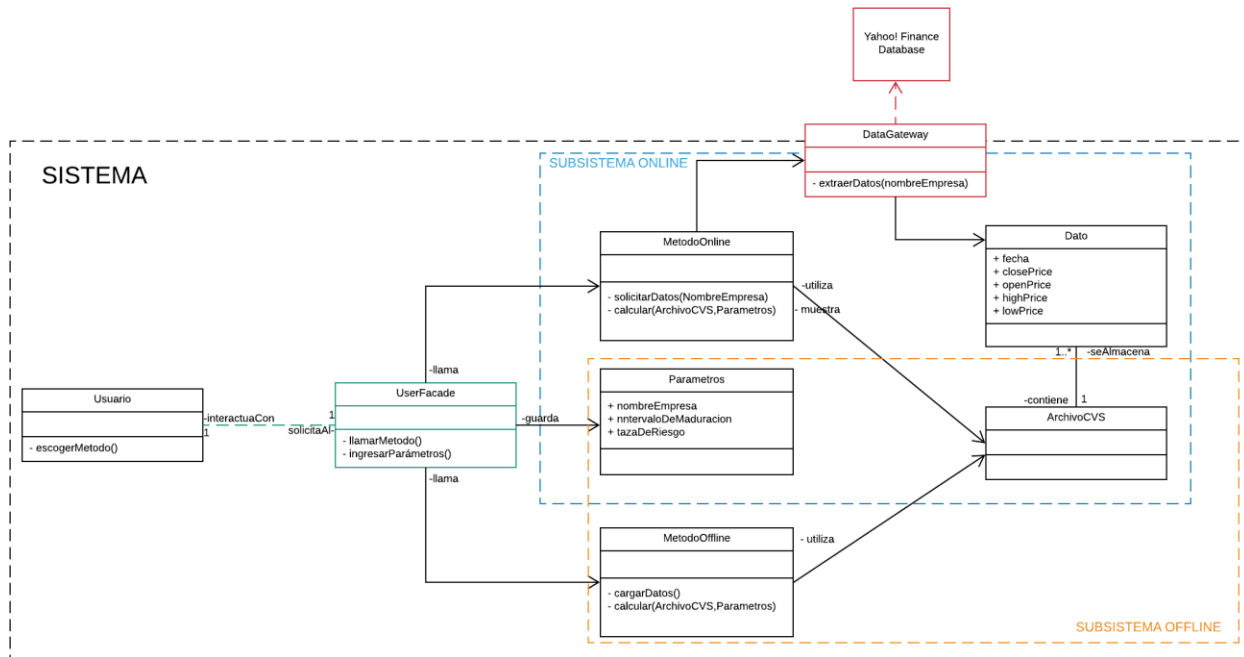 Yahoo! Finance
Database
DataGateway
- extraerDatos(nombreEmpresa)
SISTEMA
SUBSISTEMA ONLINE
MetodoOnline
- solicitarDatos(NombreEmpresa)
- calcular(ArchivoCVS,Parametros)
-utiliza
- muestra
Dato
+ fecha
+ closePrice
+ openPrice
+ highPrice
+ lowPrice
1..*
-seAlmacena
-llama
Parametros
+ nombreEmpresa
+ nntervaloDeMaduracion
+ tazaDeRiesgo
-contiene
1
ArchivoCVS
Usuario
- escogerMetodo()
-interactuaCon
1
1
solicitaAl-
UserFacade
- llamarMetodo()
- ingresarParámetros()
-guarda
-llama
MetodoOffline
- cargarDatos()
- calcular(ArchivoCVS,Parametros)
- utiliza
SUBSISTEMA OFFLINE